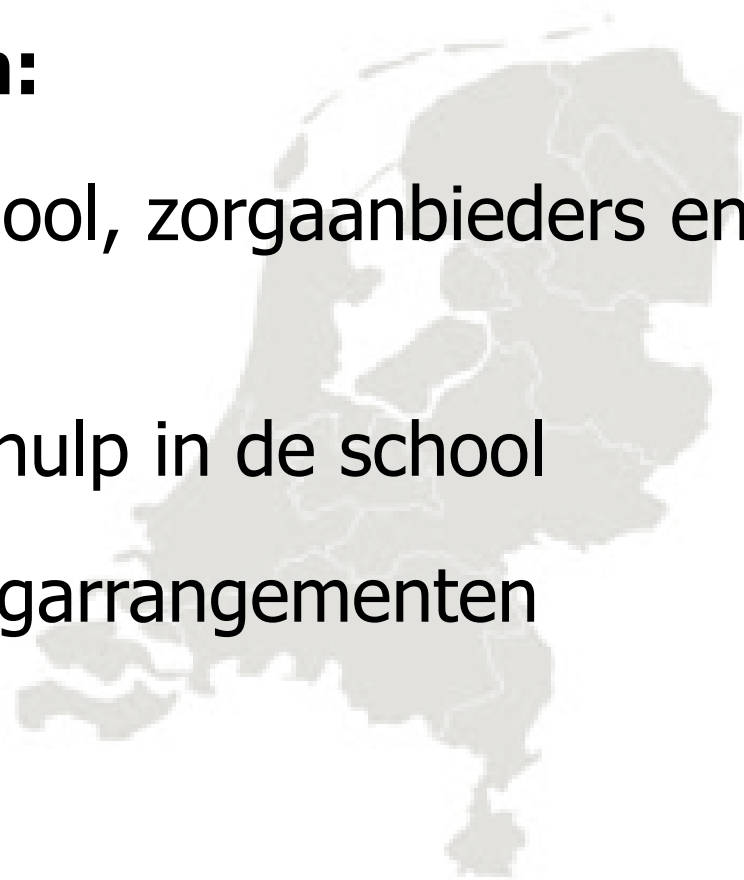 n:
ool, zorgaanbieders en
hulp in de school
garrangementen